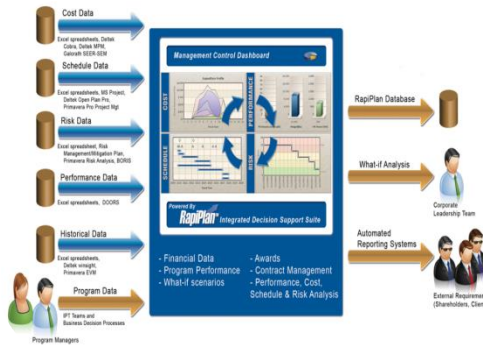 Cost Data
Excel spreadsheets, Deltek
Cobra, Deltek MPM,
Galorath SEER-SEM
Schedule Data
Excel spreadsheets, MS Project,
Deltek Open Plan Pro,
Primavera Pro Project Mgt
Risk Data
Excel spreadsheet, Risk
Management/Mitigation Plan,
Primavera Risk Analysis, BORIS
Performance Data
Excel spreadsheets, DOORS
Historical Data
Excel spreadsheets,
Deltek wInsight,
Primavera EVM
Program Data
IPT Teams and
Business Decision Processes
Program Managers
Management Control Dashboard
COST
PERFORMANCE
SCHEDULE
RISK
Powered By
RapiPlan Integrated Decision Support Suite
- Financial Data
- Program Performance
- What-if scenarios
- Awards
- Contract Management
- Performance, Cost,
Schedule & Risk Analysis
RapiPlan Database
What-if Analysis
Corporate
Leadership Team
Automated
Reporting Systems
External Requirements
(Shareholders, Client